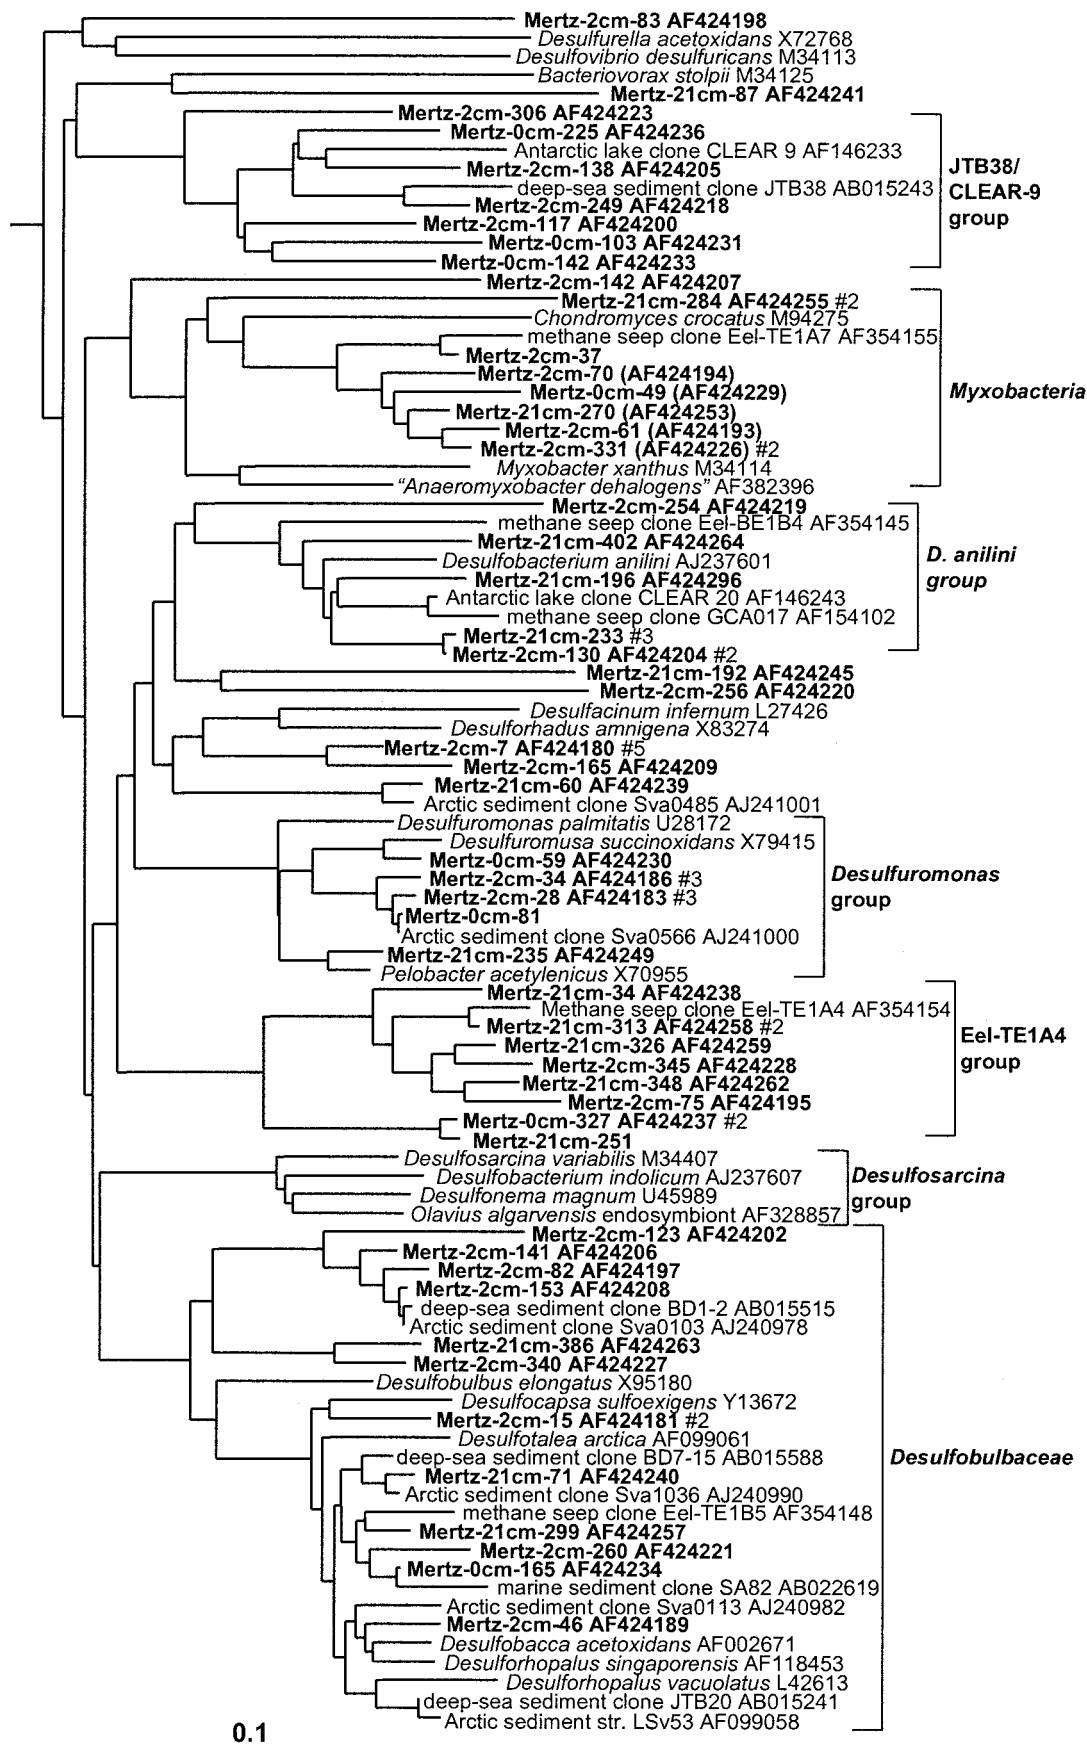 Mertz-2cm-83 AF424198
Desulfurella acetoxidans X72768
Desulfovibrio desulfuricans M34113
Bacteriovorax stolpii M34125
Mertz-21cm-87 AF424241
Mertz-2cm-306 AF424223
Mertz-0cm-225 AF424236
Antarctic lake clone CLEAR 9 AF146233
Mertz-2cm-138 AF424205
deep-sea sediment clone JTB38 AB015243
Mertz-2cm-249 AF424218
Mertz-2cm-117 AF424200
Mertz-0cm-103 AF424231
Mertz-0cm-142 AF424233
JTB38/
CLEAR-9
group
Mertz-2cm-142 AF424207
Mertz-21cm-284 AF424255 #2
Chondromyces crocatus M94275
methane seep clone Eel-TE1A7 AF354155
Mertz-2cm-37
Mertz-2cm-70 (AF424194)
Mertz-0cm-49 (AF424229)
Mertz-21cm-270 (AF424253)
Mertz-2cm-61 (AF424193)
Mertz-2cm-331 (AF424226) #2
Myxobacter xanthus M34114
"Anaeromyxobacter dehalogens" AF382396
Myxobacteria
Mertz-2cm-254 AF424219
methane seep clone Eel-BE1B4 AF354145
Mertz-21cm-402 AF424264
Desulfobacterium anilini AJ237601
Mertz-21cm-196 AF424296
Antarctic lake clone CLEAR 20 AF146243
methane seep clone GCA017 AF154102
Mertz-21cm-233 #3
Mertz-2cm-130 AF424204 #2
D. anilini
group
Mertz-21cm-192 AF424245
Mertz-2cm-256 AF424220
Desulfacinum infernum L27426
Desulforhadus amnigena X83274
Mertz-2cm-7 AF424180 #5
Mertz-2cm-165 AF424209
Mertz-21cm-60 AF424239
Arctic sediment clone Sva0485 AJ241001
Desulfuromonas palmitatis U28172
Desulfuromusa succinoxidans X79415
Mertz-0cm-59 AF424230
Mertz-2cm-34 AF424186 #3
Mertz-2cm-28 AF424183 #3
Mertz-0cm-81
Arctic sediment clone Sva0566 AJ241000
Mertz-21cm-235 AF424249
Pelobacter acetylenicus X70955
Desulfuromonas
group
Mertz-21cm-34 AF424238
Methane seep clone Eel-TE1A4 AF354154
Mertz-21cm-313 AF424258 #2
Mertz-21cm-326 AF424259
Mertz-2cm-345 AF424228
Mertz-21cm-348 AF424262
Mertz-2cm-75 AF424195
Mertz-0cm-327 AF424237 #2
Mertz-21cm-251
Eel-TE1A4
group
Desulfosarcina variabilis M34407
Desulfobacterium indolicum AJ237607
Desulfonema magnum U45989
Olavius algarvensis endosymbiont AF328857
Desulfosarcina
group
Mertz-2cm-123 AF424202
Mertz-2cm-141 AF424206
Mertz-2cm-82 AF424197
Mertz-2cm-153 AF424208
deep-sea sediment clone BD1-2 AB015515
Arctic sediment clone Sva0103 AJ240978
Mertz-21cm-386 AF424263
Mertz-2cm-340 AF424227
Desulfobulbus elongatus X95180
Desulfocapsa sulfoexigens Y13672
Mertz-2cm-15 AF424181 #2
Desulfotalea arctica AF099061
deep-sea sediment clone BD7-15 AB015588
Mertz-21cm-71 AF424240
Arctic sediment clone Sva1036 AJ240990
methane seep clone Eel-TE1B5 AF354148
Mertz-21cm-299 AF424257
Mertz-2cm-260 AF424221
Mertz-0cm-165 AF424234
marine sediment clone SA82 AB022619
Arctic sediment clone Sva0113 AJ240982
Mertz-2cm-46 AF424189
Desulfobacca acetoxidans AF002671
Desulforhopalus singaporensis AF118453
Desulforhopalus vacuolatus L42613
deep-sea sediment clone JTB20 AB015241
Arctic sediment str. LSv53 AF099058
Desulfobulbaceae
0.1